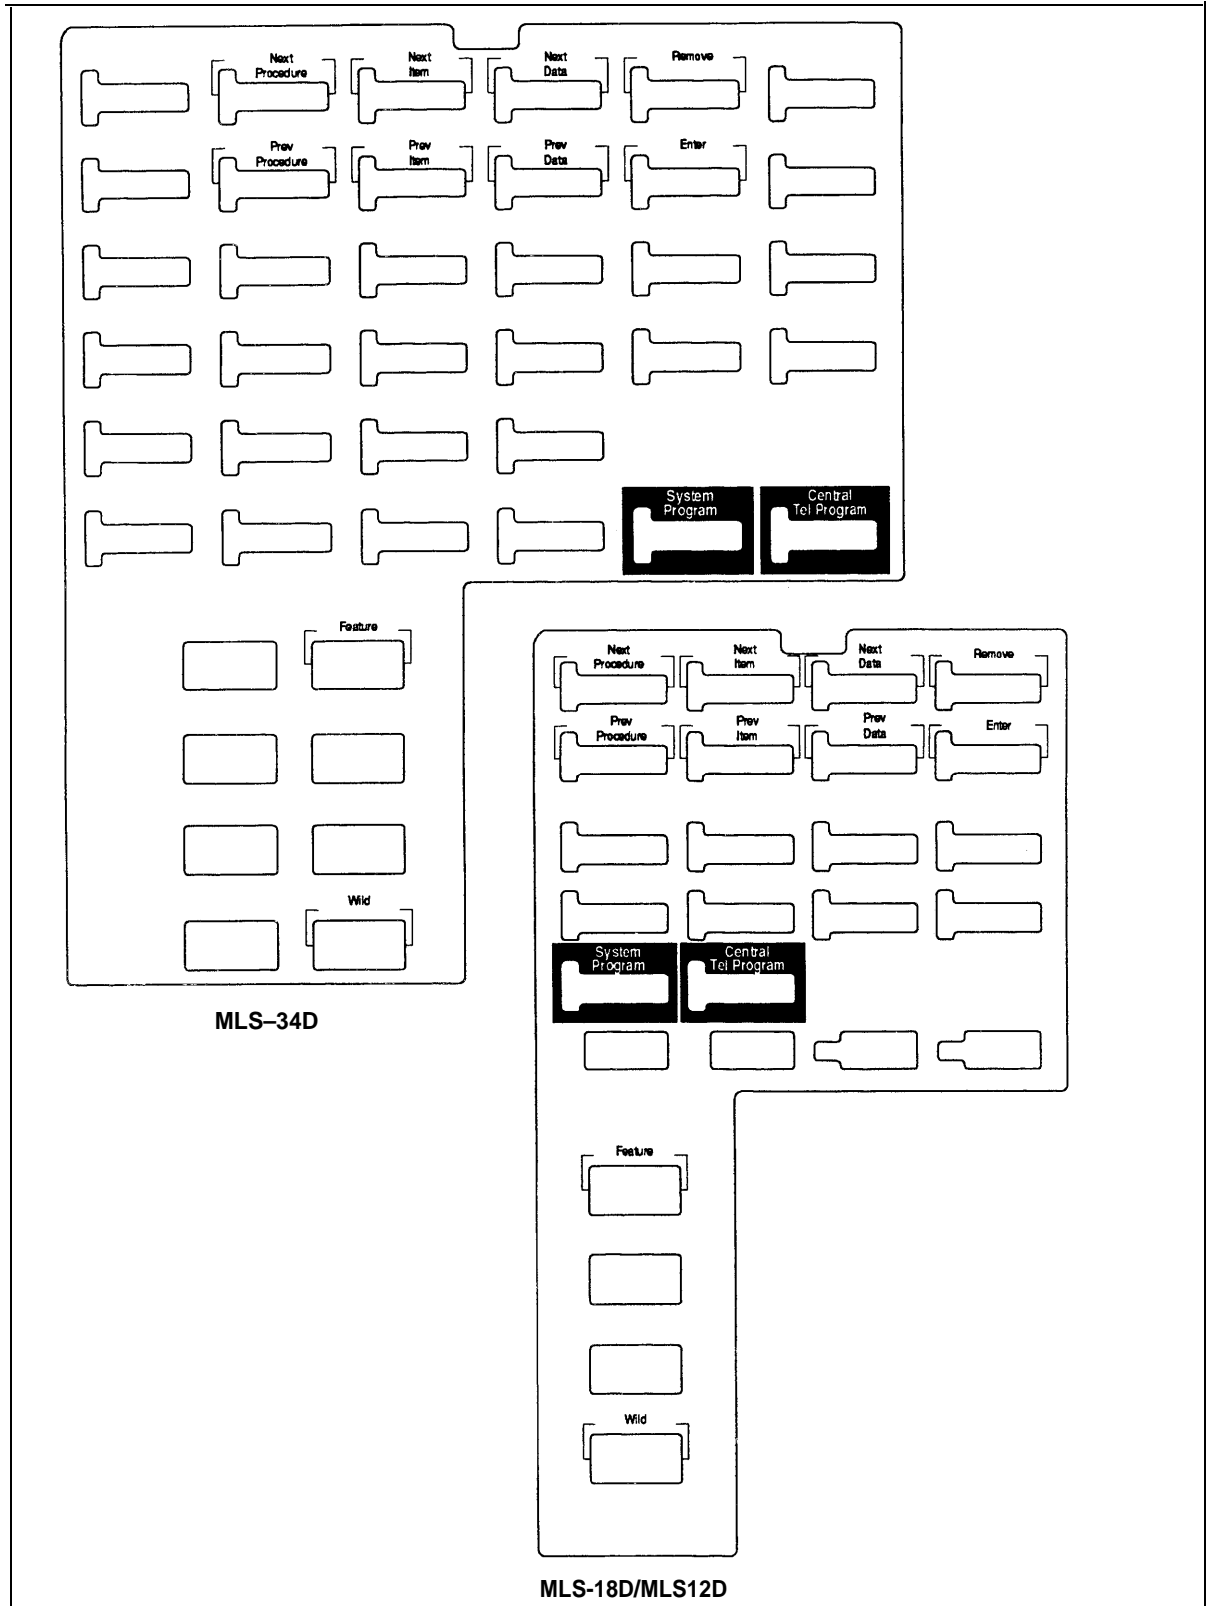 Next
Procedure
Next
Item
Next
Data
Remove
Prev
Procedure
Prev
Item
Prev
Data
Enter
System
Program
Central
Tel Program
Feature
Wild
MLS–34D
Next
Procedure
Next
Item
Next
Data
Remove
Prev
Procedure
Prev
Item
Prev
Data
Enter
System
Program
Central
Tel Program
Feature
Wild
MLS-18D/MLS12D